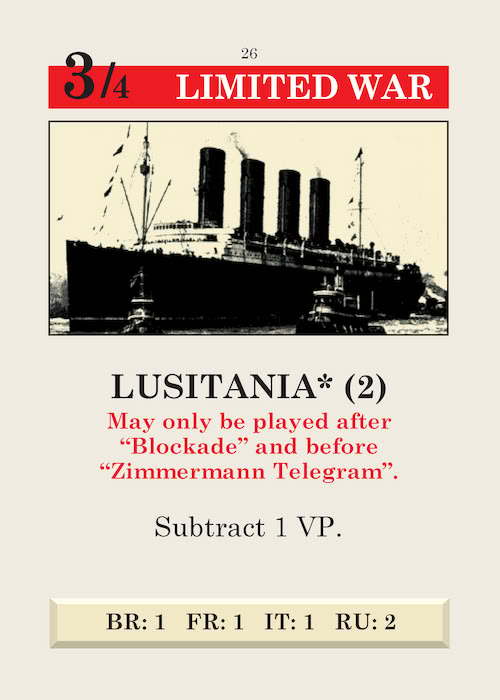 26
3/4 LIMITED WAR
LUSITANIA* (2)
May only be played after
“Blockade” and before
“Zimmermann Telegram”.
Subtract 1 VP.
BR: 1 FR: 1 IT: 1 RU: 2